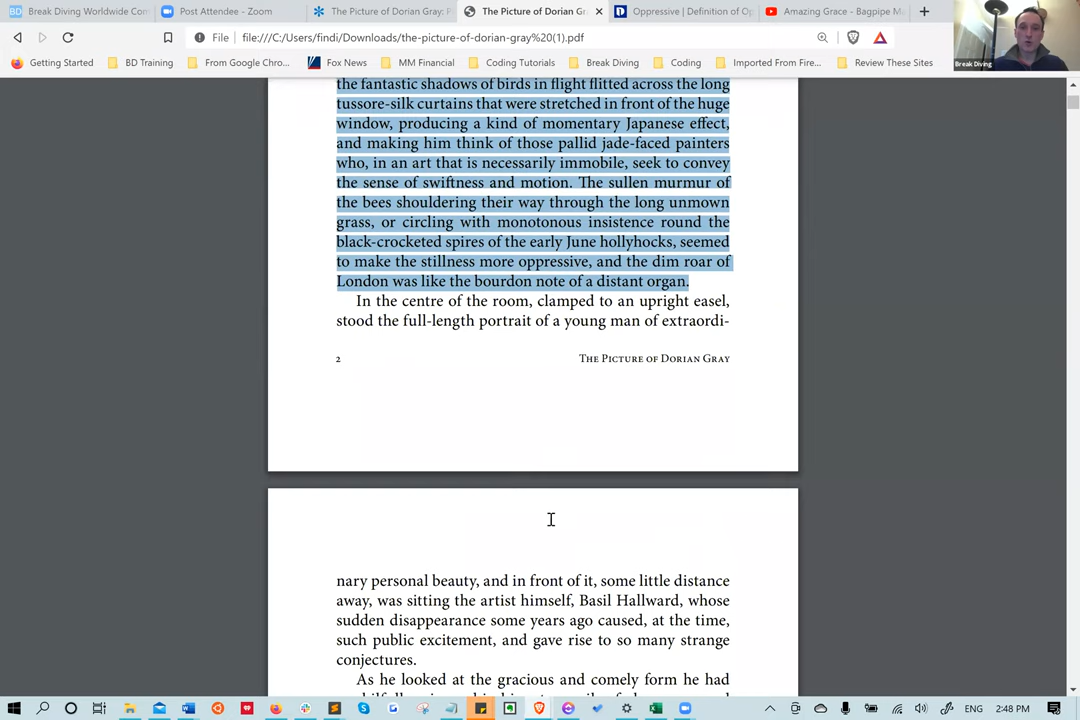 Break Diving Worldwide Com
Post Attendee - Zoom
The Picture of Dorian Gray: P
The Picture of Dorian Gr
Oppressive | Definition of Op
Amazing Grace - Bagpipe M
File
file:///C:/Users/findi/Downloads/the-picture-of-dorian-gray%20(1).pdf
Getting Started
BD Training
From Google Chro...
Fox News
MM Financial
Coding Tutorials
Break Diving
Coding
Imported From Fire...
Review These Sites
Break Diving
the fantastic shadows of birds in flight flitted across the long
tussore-silk curtains that were stretched in front of the huge
window, producing a kind of momentary Japanese effect,
and making him think of those pallid jade-faced painters
who, in an art that is necessarily immobile, seek to convey
the sense of swiftness and motion. The sullen murmur of
the bees shouldering their way through the long unmown
grass, or circling with monotonous insistence round the
black-crocketed spires of the early June hollyhocks, seemed
to make the stillness more oppressive, and the dim roar of
London was like the bourdon note of a distant organ.
In the centre of the room, clamped to an upright easel,
stood the full-length portrait of a young man of extraordi-
2
The Picture of Dorian Gray
nary personal beauty, and in front of it, some little distance
away, was sitting the artist himself, Basil Hallward, whose
sudden disappearance some years ago caused, at the time,
such public excitement, and gave rise to so many strange
conjectures.
As he looked at the gracious and comely form he had
ENG
2:48 PM